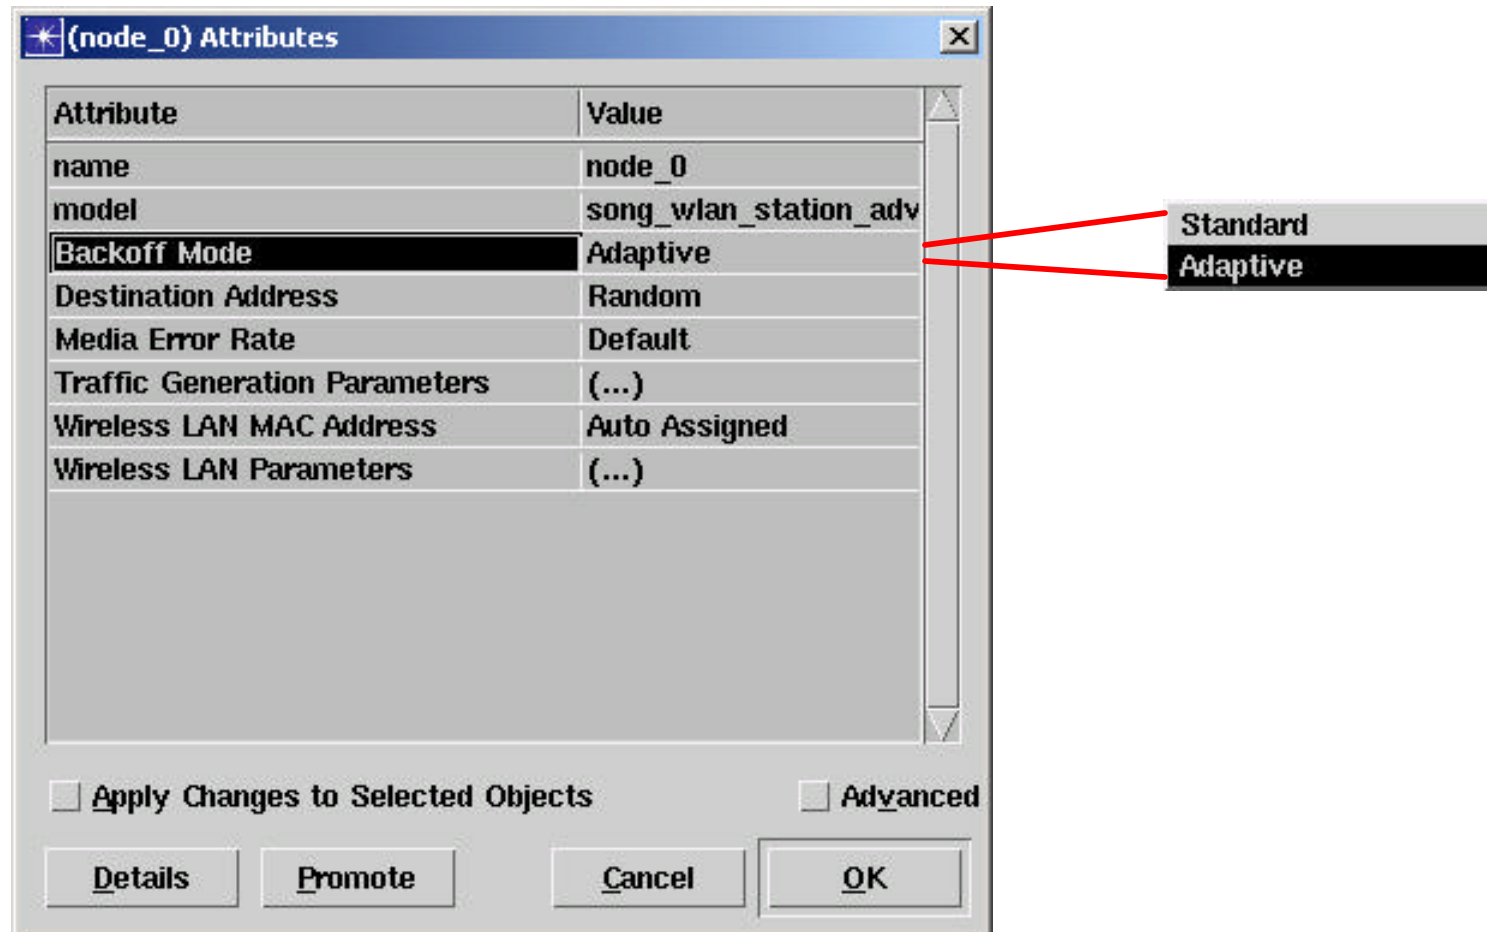 (node_0) Attributes
Attribute Value
name node_0
model song_wlan_station_adv
Backoff Mode Adaptive
Destination Address Random
Media Error Rate Default
Traffic Generation Parameters (...)
Wireless LAN MAC Address Auto Assigned
Wireless LAN Parameters (...)
Standard
Adaptive
Apply Changes to Selected Objects Advanced
Details Promote Cancel OK